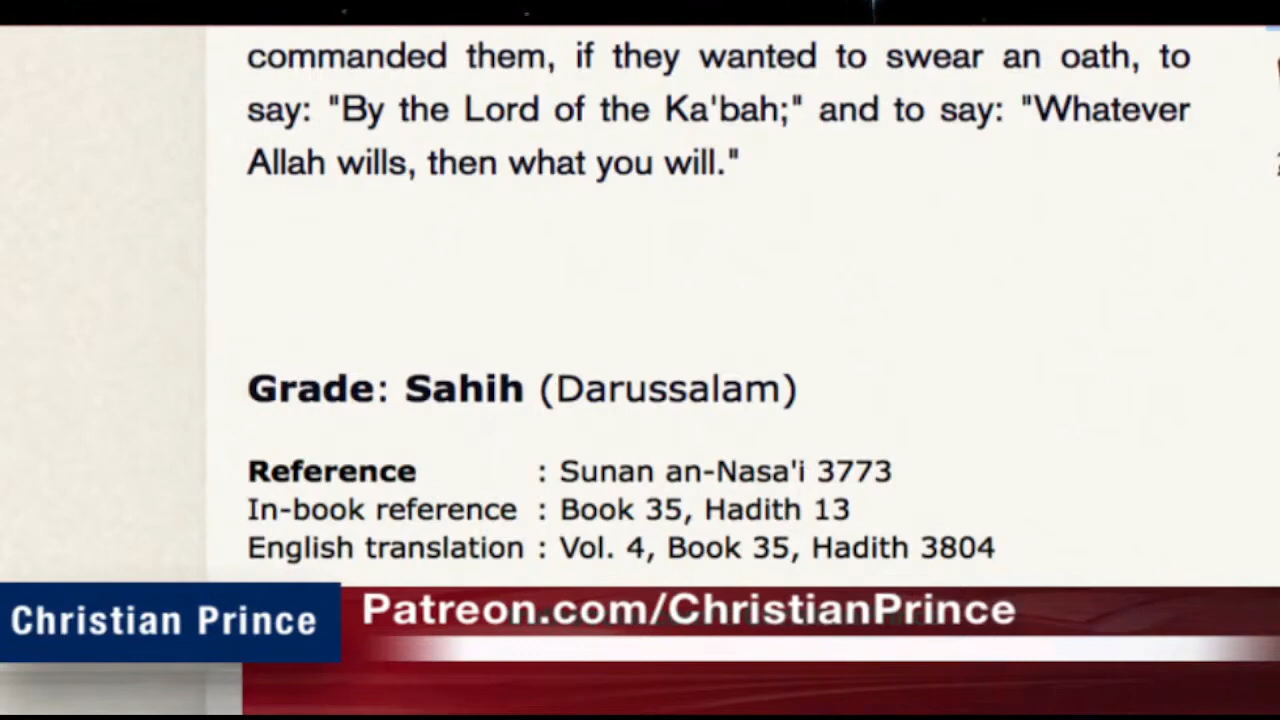 commanded them, if they wanted to swear an oath, to
say: "By the Lord of the Ka'bah;" and to say: "Whatever
Allah wills, then what you will."
Grade: Sahih (Darussalam)
Reference : Sunan an-Nasa'i 3773
In-book reference : Book 35, Hadith 13
English translation : Vol. 4, Book 35, Hadith 3804
Christian Prince
Patreon.com/ChristianPrince